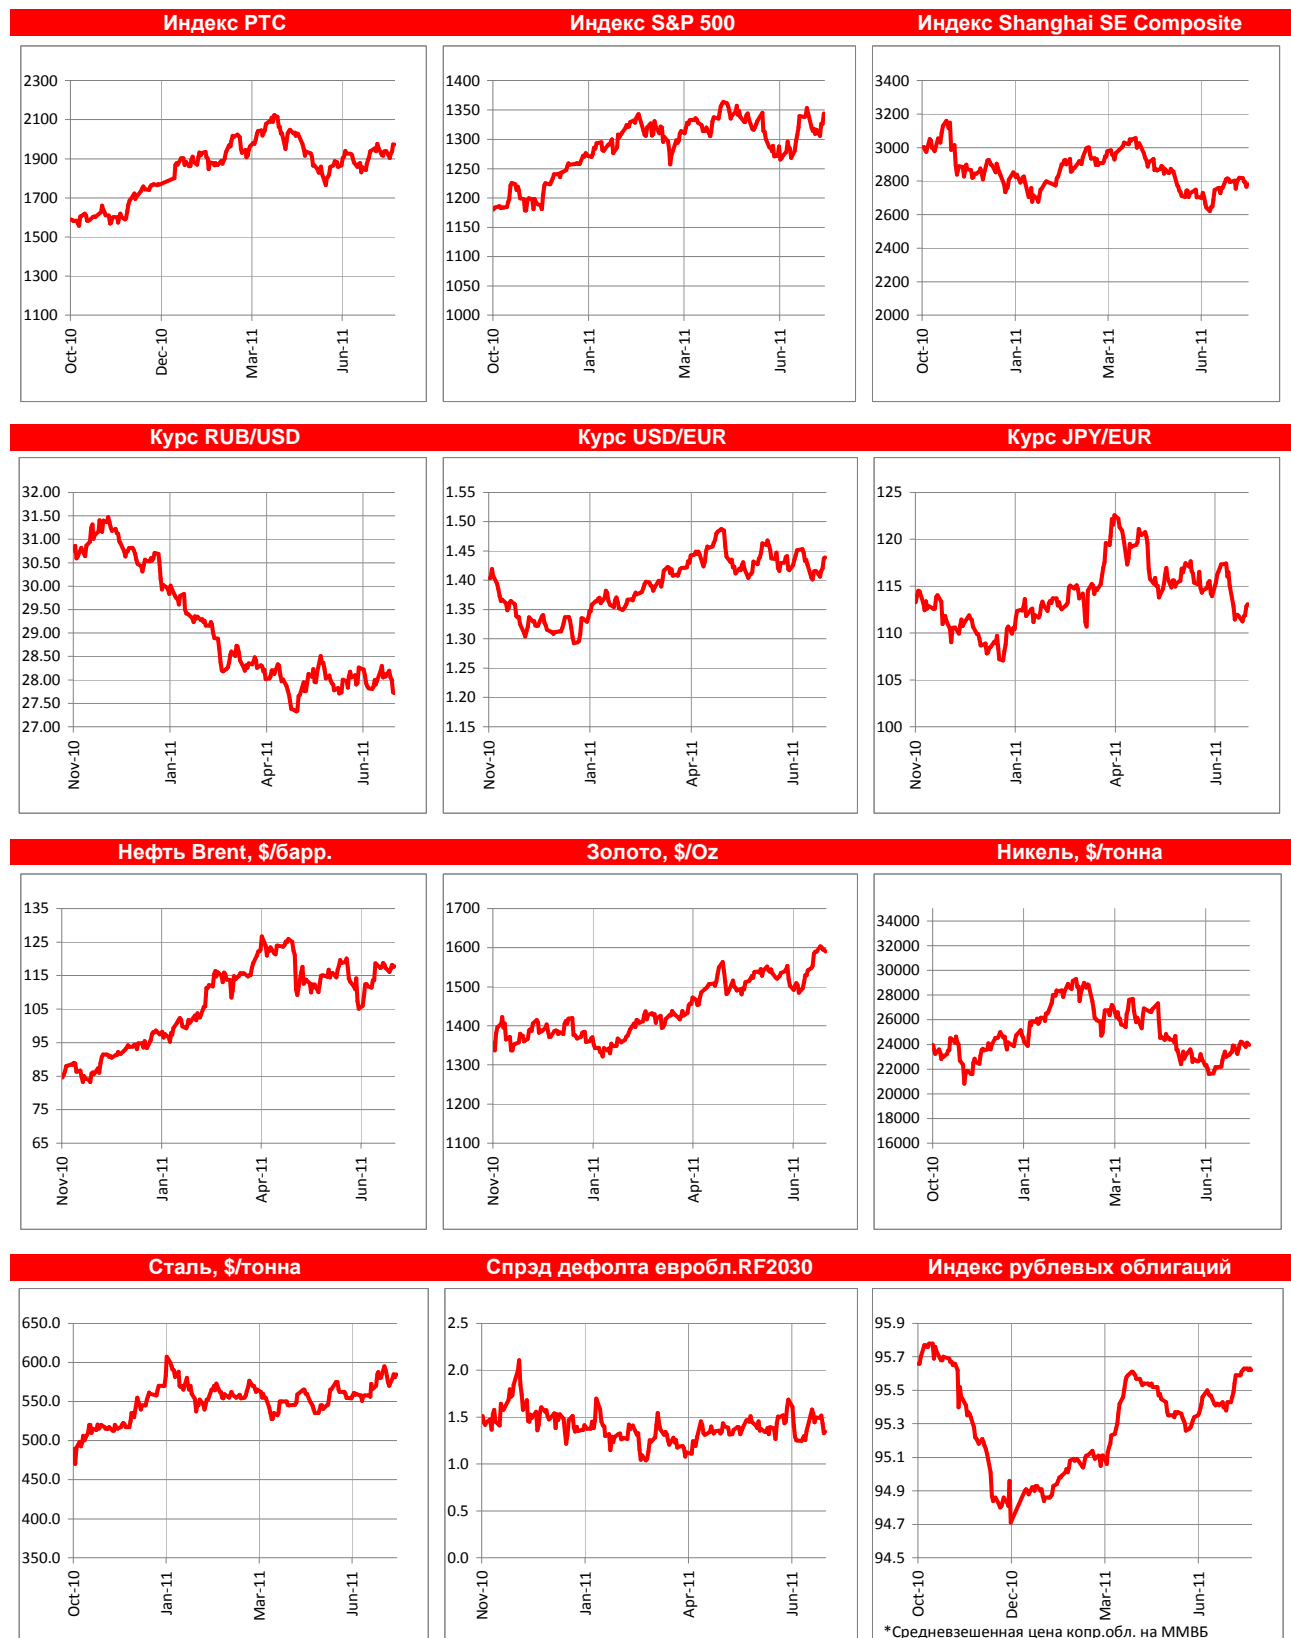 Индекс РТС
Индекс S&P 500
Индекс Shanghai SE Composite
2300
2100
1900
1700
1500
1300
1100
Oct-10
Dec-10
Mar-11
Jun-11
1400
1350
1300
1250
1200
1150
1100
1050
1000
Oct-10
Jan-11
Mar-11
Jun-11
3400
3200
3000
2800
2600
2400
2200
2000
Oct-10
Jan-11
Mar-11
Jun-11
Курс RUB/USD
Курс USD/EUR
Курс JPY/EUR
32.00
31.50
31.00
30.50
30.00
29.50
29.00
28.50
28.00
27.50
27.00
Nov-10
Jan-11
Apr-11
Jun-11
1.55
1.50
1.45
1.40
1.35
1.30
1.25
1.20
1.15
Nov-10
Jan-11
Apr-11
Jun-11
125
120
115
110
105
100
Nov-10
Jan-11
Apr-11
Jun-11
Нефть Brent, $/барр.
Золото, $/Oz
Никель, $/тонна
135
125
115
105
95
85
75
65
Nov-10
Jan-11
Apr-11
Jun-11
1700
1600
1500
1400
1300
1200
1100
Nov-10
Jan-11
Apr-11
Jun-11
34000
32000
30000
28000
26000
24000
22000
20000
18000
16000
Oct-10
Jan-11
Mar-11
Jun-11
Сталь, $/тонна
Спрэд дефолта евробл.RF2030
Индекс рублевых облигаций
650.0
600.0
550.0
500.0
450.0
400.0
350.0
Oct-10
Jan-11
Mar-11
Jun-11
2.5
2.0
1.5
1.0
0.5
0.0
Nov-10
Jan-11
Apr-11
Jun-11
95.9
95.7
95.5
95.3
95.1
94.9
94.7
94.5
Oct-10
Dec-10
Mar-11
Jun-11
*Средневзешенная цена копр.обл. на ММВБ